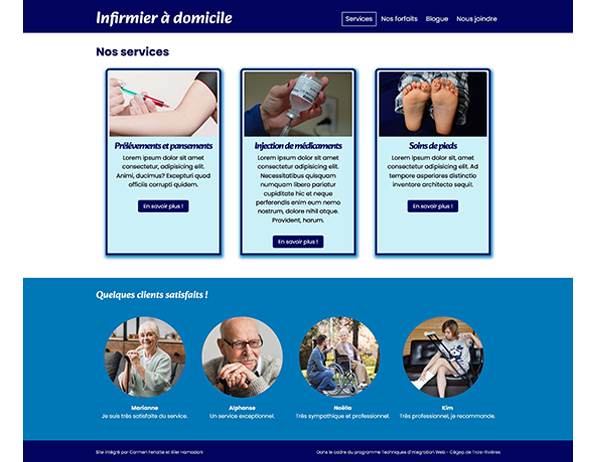 Infirmier à domicile
Services Nos forfaits Blogue Nous joindre
Nos services
Prélèvements et pansements
Lorem ipsum dolor sit amet
consectetur, adipisicing elit.
Animi, ducimus? Excepturi quod
officiis corrupti quidem.
En savoir plus !
Injection de médicaments
Lorem ipsum dolor sit amet
consectetur adipisicing elit.
Necessitatibus quisquam
numquam libero pariatur
cupiditate hic et neque
perferendis enim eum nemo
nostrum, dolore nihil atque.
Provident, harum.
En savoir plus !
Soins de pieds
Lorem ipsum dolor sit, amet
consectetur adipisicing elit. Ad
tempore asperiores distinctio
inventore architecto sequi!.
En savoir plus !
Quelques clients satisfaits !
Marianne
Je suis très satisfaite du service.
Alphonse
Un service exceptionnel.
Noëlla
Très sympathique et professionnel.
Kim
Très professionnel, je recommande.
Site intégré par Carmen
Dans le cadre du programme Techniques d'intégration Web - Cégep de Trois-Rivières